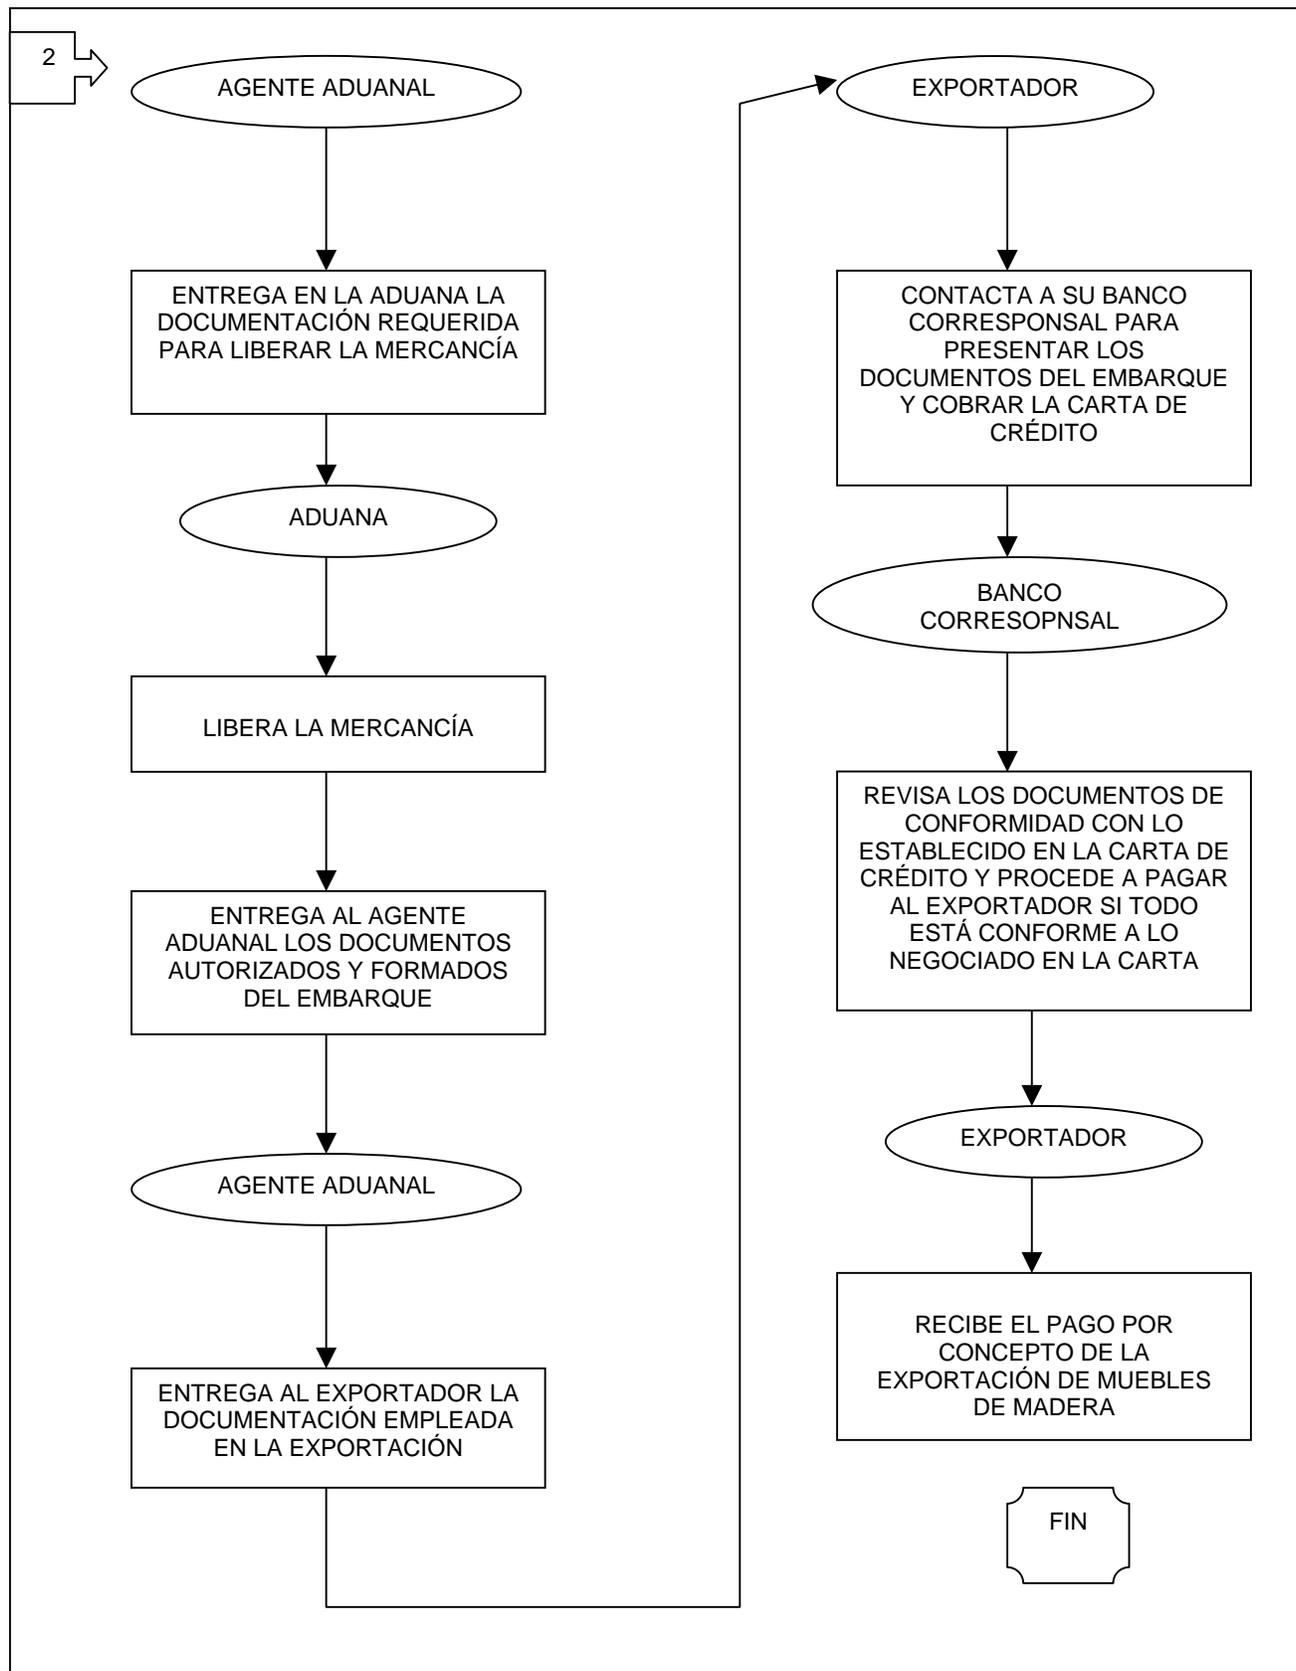 2
AGENTE ADUANAL
ENTREGA EN LA ADUANA LA
DOCUMENTACIÓN REQUERIDA
PARA LIBERAR LA MERCANCÍA
ADUANA
LIBERA LA MERCANCÍA
ENTREGA AL AGENTE
ADUANAL LOS DOCUMENTOS
AUTORIZADOS Y FORMADOS
DEL EMBARQUE
AGENTE ADUANAL
ENTREGA AL EXPORTADOR LA
DOCUMENTACIÓN EMPLEADA
EN LA EXPORTACIÓN
EXPORTADOR
CONTACTA A SU BANCO
CORRESPONSAL PARA
PRESENTAR LOS
DOCUMENTOS DEL EMBARQUE
Y COBRAR LA CARTA DE
CRÉDITO
BANCO
CORRESOPNSAL
REVISA LOS DOCUMENTOS DE
CONFORMIDAD CON LO
ESTABLECIDO EN LA CARTA DE
CRÉDITO Y PROCEDE A PAGAR
AL EXPORTADOR SI TODO
ESTÁ CONFORME A LO
NEGOCIADO EN LA CARTA
EXPORTADOR
RECIBE EL PAGO POR
CONCEPTO DE LA
EXPORTACIÓN DE MUEBLES
DE MADERA
FIN